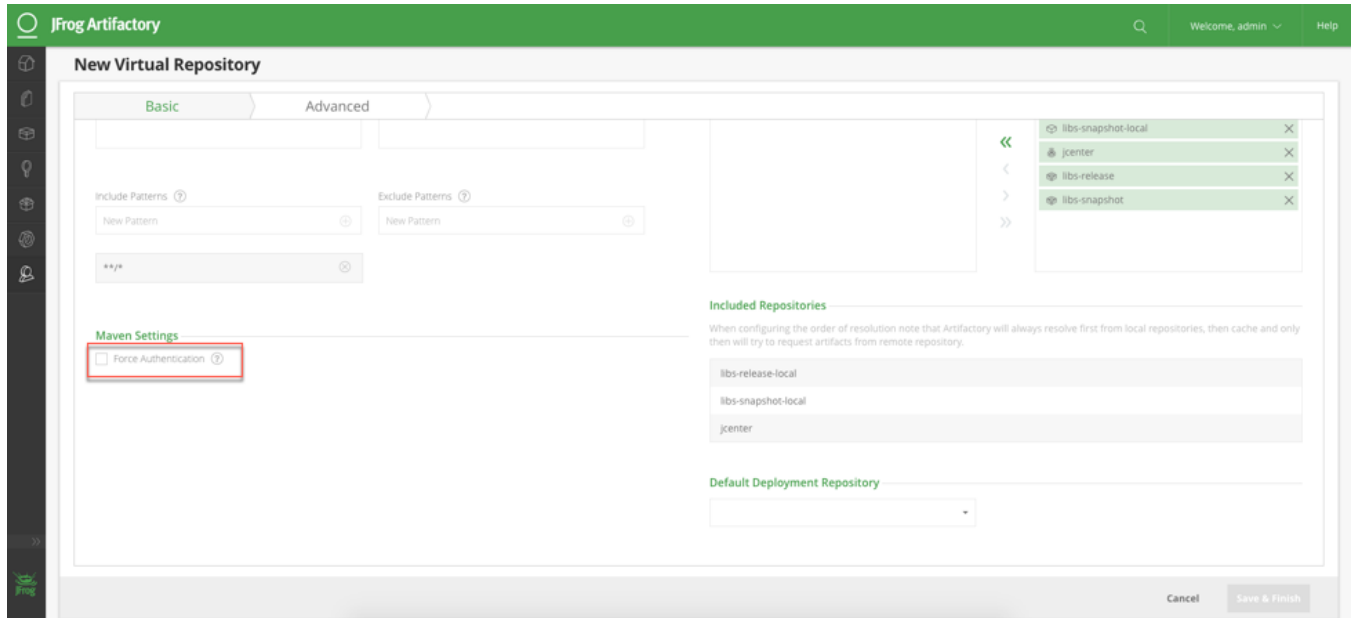 JFrog Artifactory
Welcome, admin
Help
New Virtual Repository
Basic
Advanced
libs-snapshot-local
jcenter
libs-release
libs-snapshot
Include Patterns
Exclude Patterns
New Pattern
New Pattern
**/*
Maven Settings
Force Authentication
Included Repositories
When configuring the order of resolution note that Artifactory will always resolve first from local repositories, then cache and only
then will try to request artifacts from remote repository.
libs-release-local
libs-snapshot-local
jcenter
Default Deployment Repository
JFrog
Cancel
Save & Finish